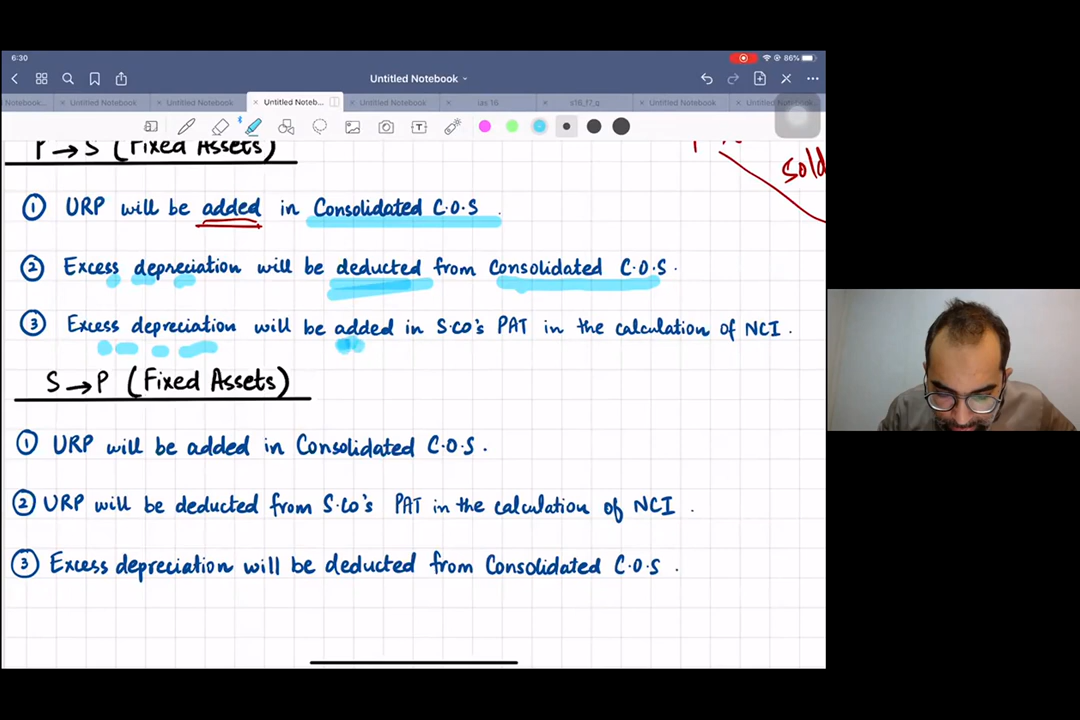 6:30
86%
Untitled Notebook
Notebook...
Untitled Notebook
Untitled Notebook
Untitled Noteb...
Untitled Notebook
ias 16
s16_17_q
Untitled Notebook
Untitled Notebook
P → S (Fixed Assets)
sold
① URP will be added in Consolidated C.O.S
② Excess depreciation will be deducted from Consolidated C.O.S.
③ Excess depreciation will be added in S.Co's PAT in the calculation of NCI.
S → P (Fixed Assets)
① URP will be added in Consolidated C.O.S.
② URP will be deducted from S.Co's PAT in the calculation of NCI.
③ Excess depreciation will be deducted from Consolidated C.O.S.